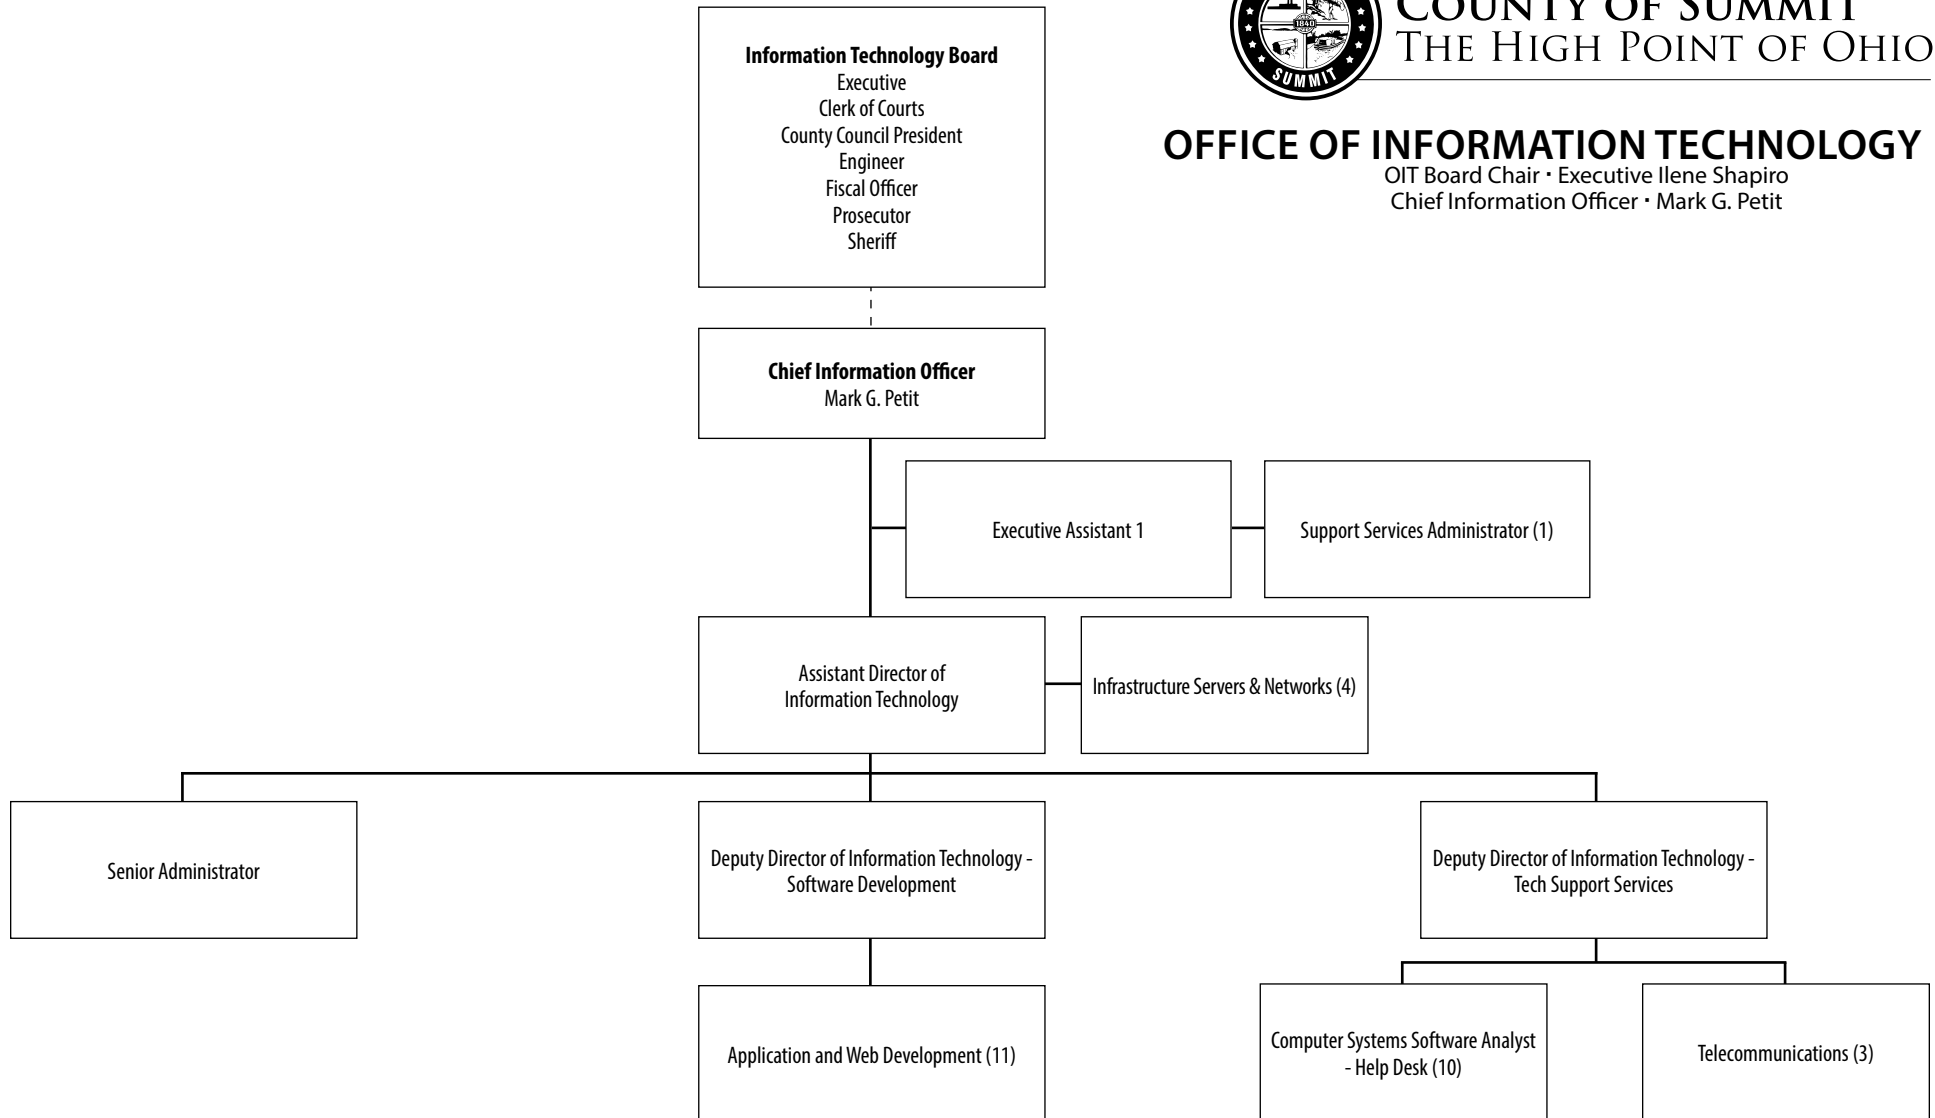 COUNTY OF SUMMIT
THE HIGH POINT OF OHIO
1840
SUMMIT
OFFICE OF INFORMATION TECHNOLOGY
OIT Board Chair · Executive Ilene Shapiro
Chief Information Officer · Mark G. Petit
Information Technology Board
Executive
Clerk of Courts
County Council President
Engineer
Fiscal Officer
Prosecutor
Sheriff
Chief Information Officer
Mark G. Petit
Executive Assistant 1
Support Services Administrator (1)
Assistant Director of
Information Technology
Infrastructure Servers & Networks (4)
Senior Administrator
Deputy Director of Information Technology -
Software Development
Deputy Director of Information Technology -
Tech Support Services
Application and Web Development (11)
Computer Systems Software Analyst
- Help Desk (10)
Telecommunications (3)